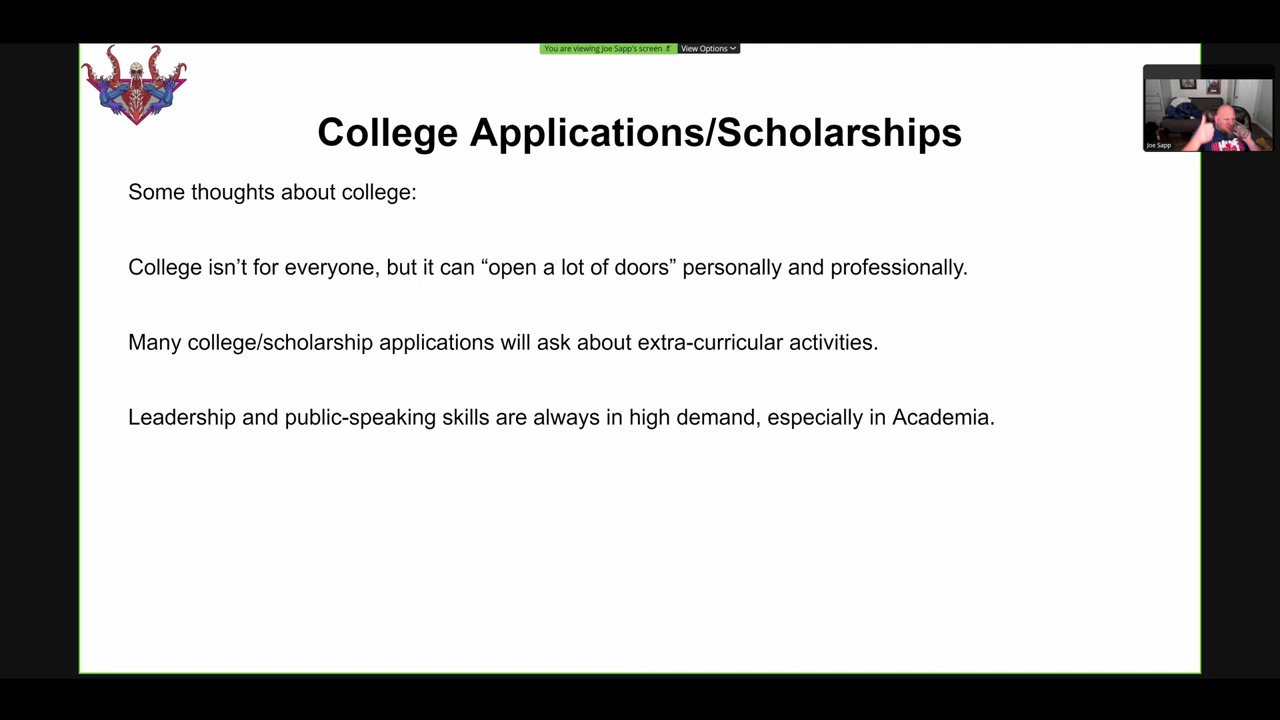 You are viewing Joe Sapp's screen View Options
College Applications/Scholarships
Joe Sapp
Some thoughts about college:
College isn’t for everyone, but it can “open a lot of doors” personally and professionally.
Many college/scholarship applications will ask about extra-curricular activities.
Leadership and public-speaking skills are always in high demand, especially in Academia.